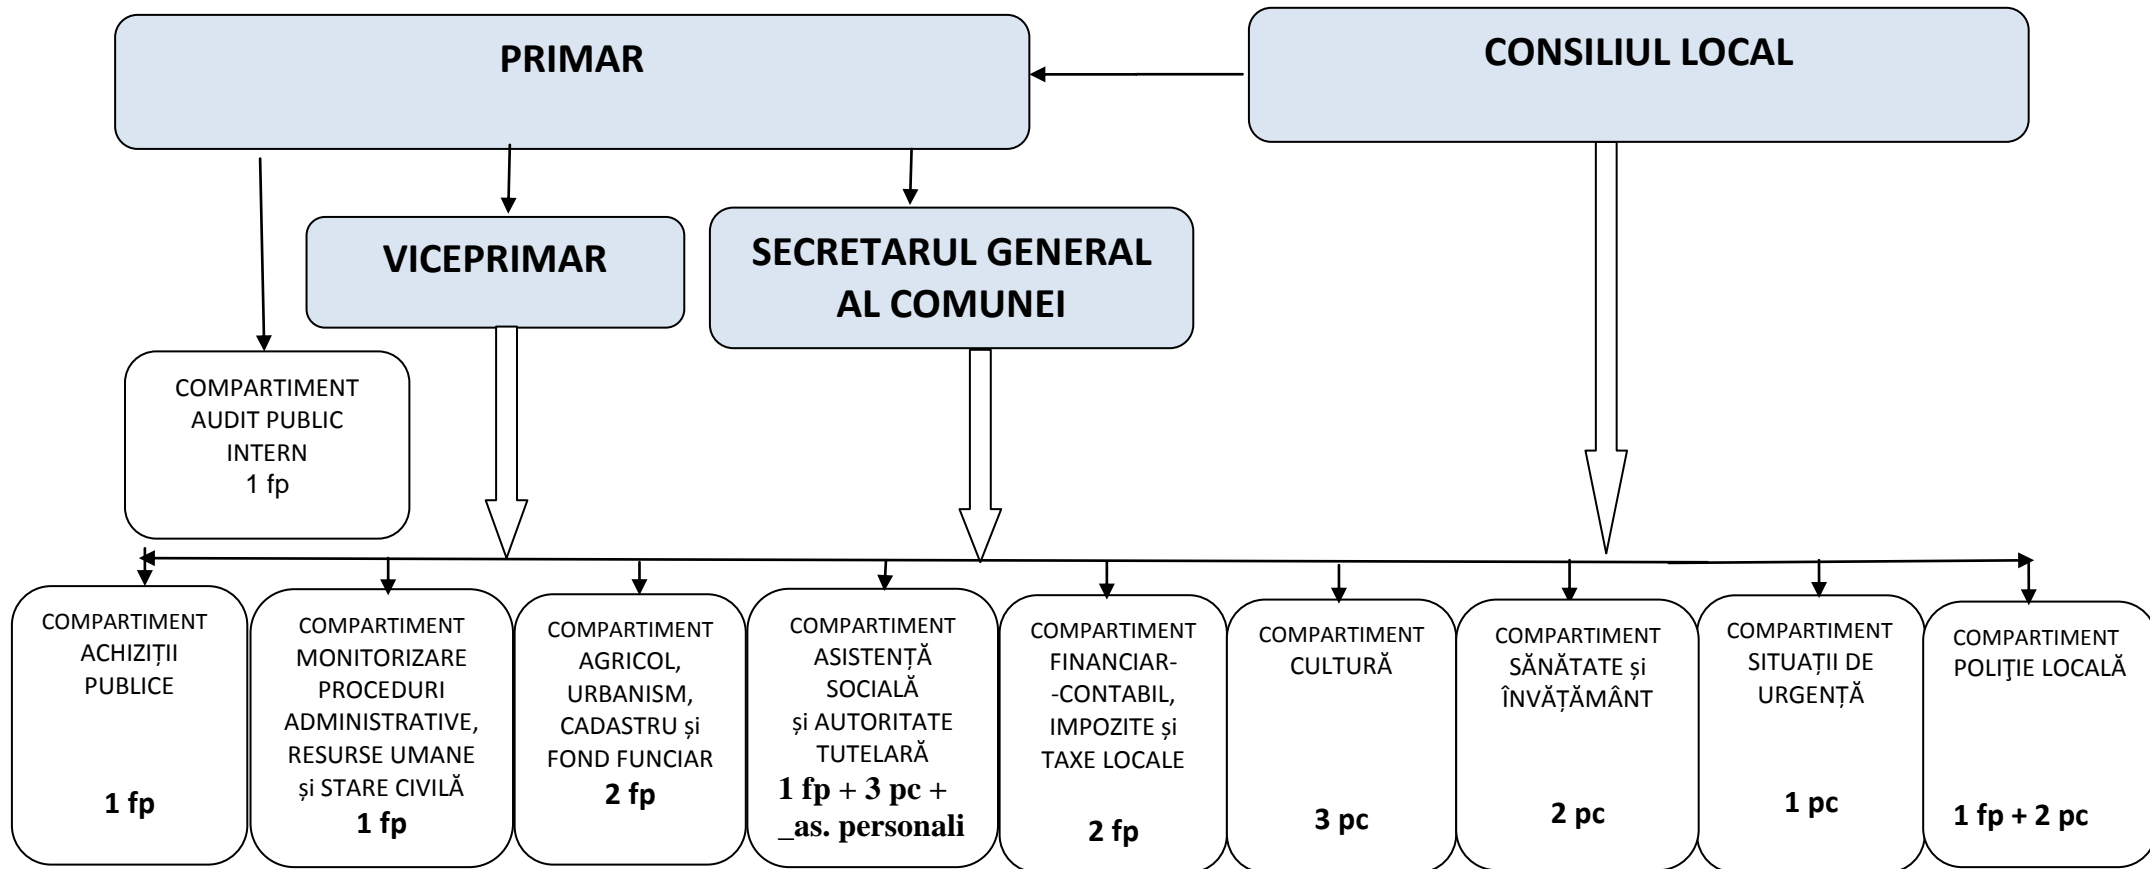 PRIMAR
CONSILIUL LOCAL
VICEPRIMAR
SECRETARUL GENERAL
AL COMUNEI
COMPARTIMENT
AUDIT PUBLIC
INTERN
1 fp
COMPARTIMENT
ACHIZIȚII
PUBLICE
1 fp
COMPARTIMENT
MONITORIZARE
PROCEDURI
ADMINISTRATIVE,
RESURSE UMANE
și STARE CIVILĂ
1 fp
COMPARTIMENT
AGRICOL,
URBANISM,
CADASTRU și
FOND FUNCIAR
2 fp
COMPARTIMENT
ASISTENȚĂ
SOCIALĂ
și AUTORITATE
TUTELARĂ
1 fp + 3 pc +
_as. personali
COMPARTIMENT
FINANCIAR-
-CONTABIL,
IMPOZITE și
TAXE LOCALE
2 fp
COMPARTIMENT
CULTURĂ
3 pc
COMPARTIMENT
SĂNĂTATE și
ÎNVĂȚĂMÂNT
2 pc
COMPARTIMENT
SITUAȚII DE
URGENȚĂ
1 pc
COMPARTIMENT
POLIŢIE LOCALĂ
1 fp + 2 pc